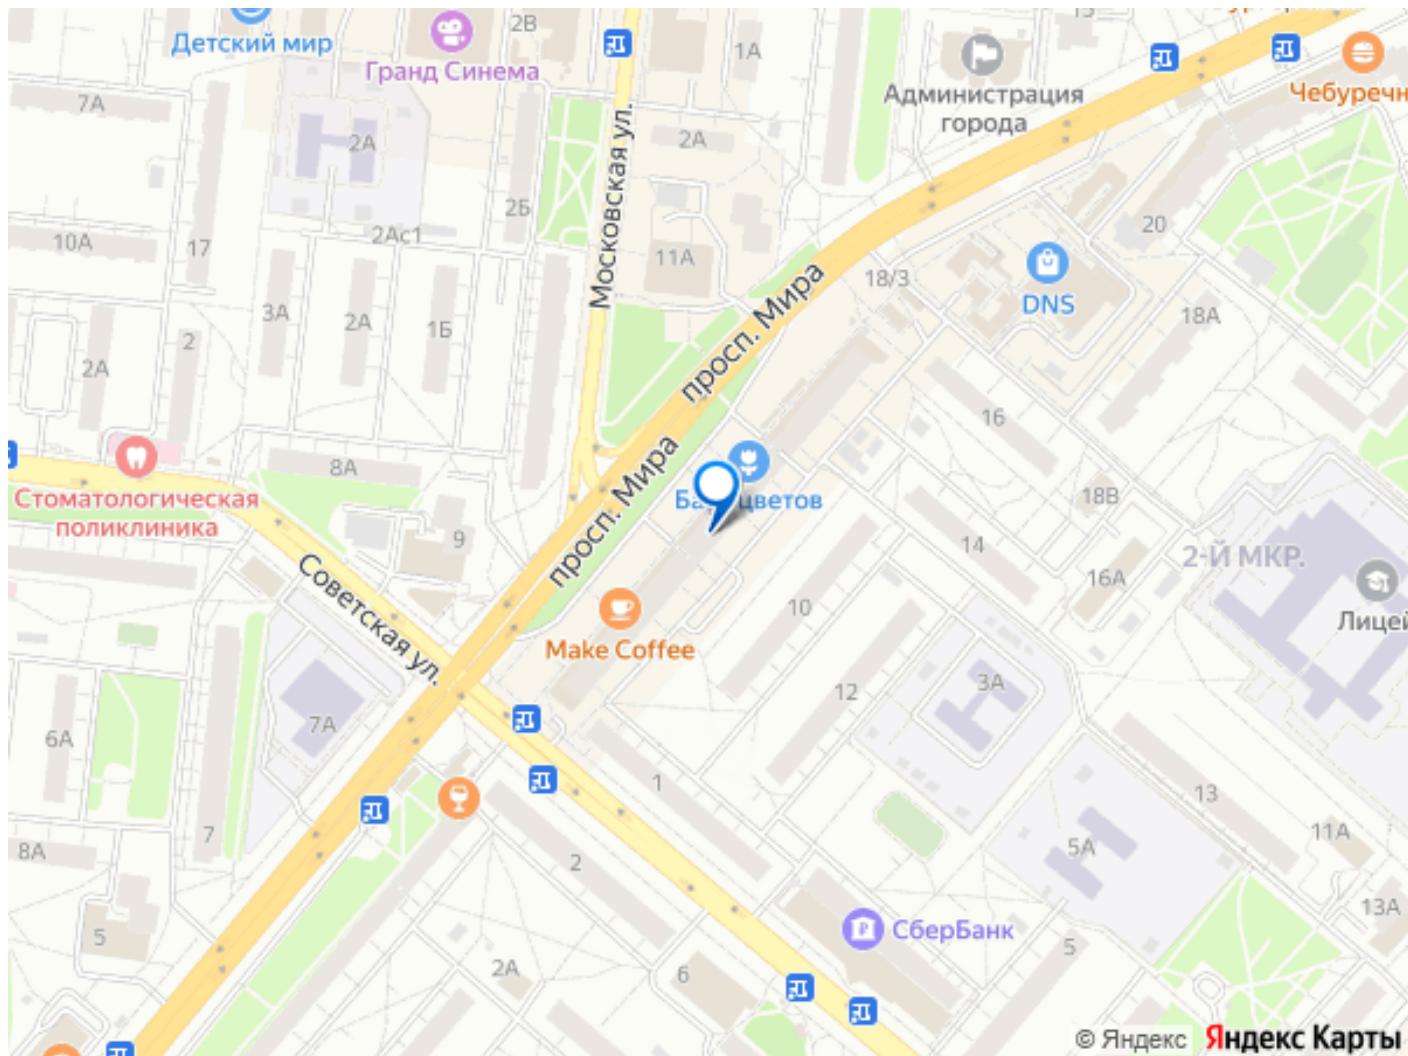 Детский мир
2В
Гранд Синема
1А
15
Администрация
города
Чебуречн
7А
2А
2А
Московская ул.
2Б
2Ас1
10А
17
11А
18/3
20
DNS
18А
3А
2А
1Б
2
2А
просп. Мира
16
8А
Стоматологическая
поликлиника
9
просп. Мира
цветов
18В
14
2-Й МКР.
16А
Лицей
Советская ул.
10
Make Coffee
12
3А
7А
6А
1
13
7
8А
2
5А
11А
13А
5
СберБанк
5
2А
6
© Яндекс
Яндекс Карты